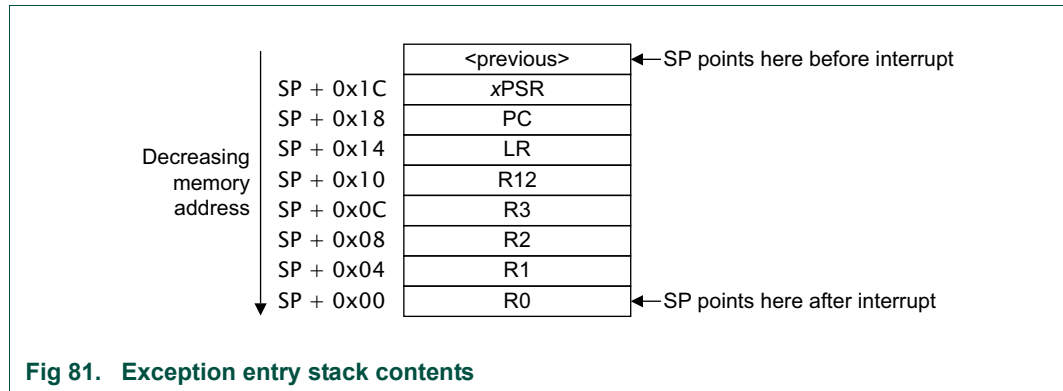 <previous>
SP points here before interrupt
SP + 0x1C xPSR
SP + 0x18 PC
SP + 0x14 LR
SP + 0x10 R12
SP + 0x0C R3
SP + 0x08 R2
SP + 0x04 R1
SP + 0x00 R0
SP points here after interrupt
Decreasing
memory
address
Fig 81. Exception entry stack contents